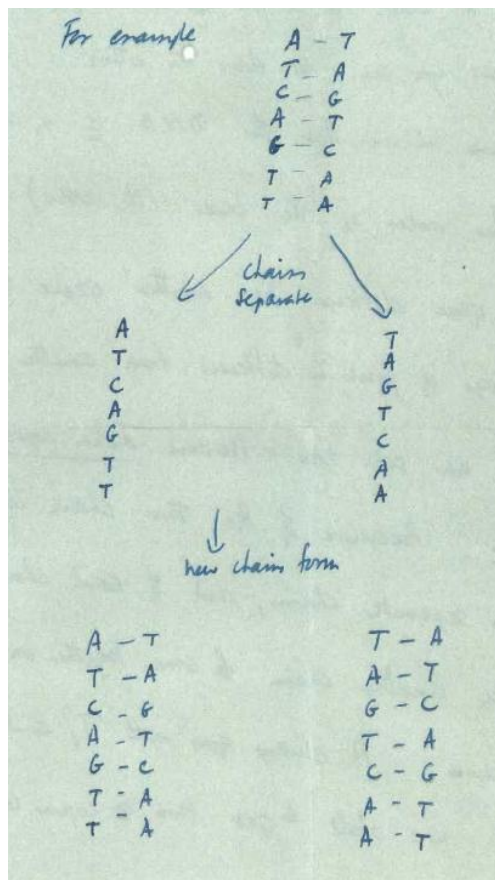 For example
A - T
T - A
C - G
A - T
G - C
T - A
T - A
chains
separate
A
T
C
A
G
T
T
T
A
G
T
C
A
A
new chains form
A - T
T - A
C - G
A - T
G - C
T - A
T - A
T - A
A - T
G - C
T - A
C - G
A - T
A - T